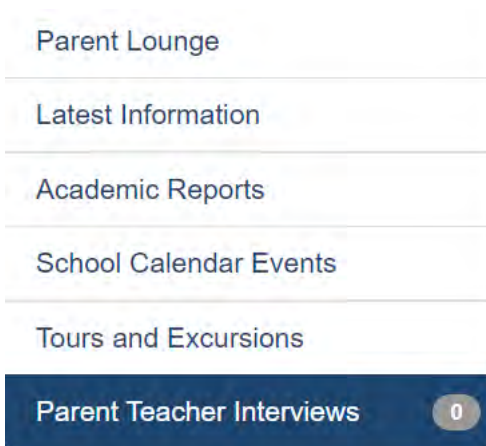 Parent Lounge
Latest Information
Academic Reports
School Calendar Events
Tours and Excursions
Parent Teacher Interviews 0